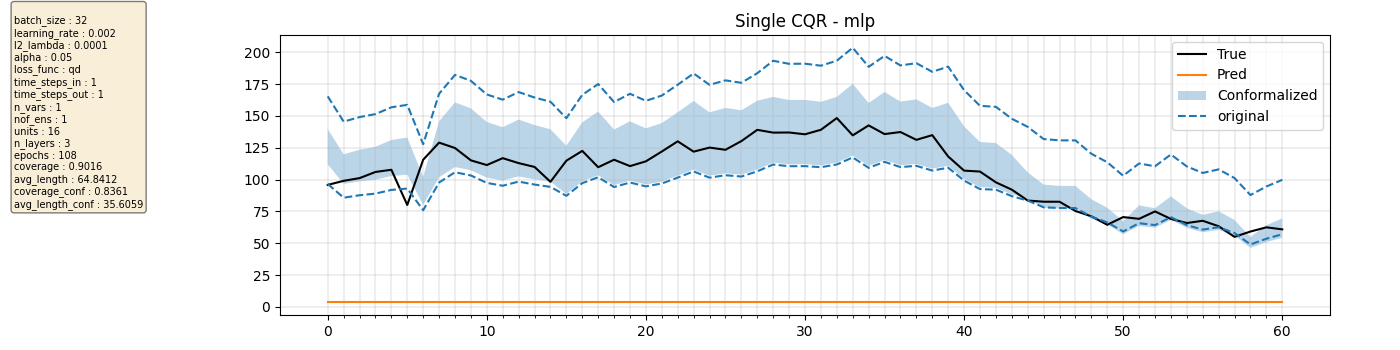 batch_size : 32
learning_rate : 0.002
l2_lambda : 0.0001
alpha : 0.05
loss_func : qd
time_steps_in : 1
time_steps_out : 1
n_vars : 1
nof_ens : 1
units : 16
n_layers : 3
epochs : 108
coverage : 0.9016
avg_length : 64.8412
coverage_conf : 0.8361
avg_length_conf : 35.6059
Single CQR - mlp
200
175
150
125
100
75
50
25
0
True
Pred
Conformalized
original
0 10 20 30 40 50 60